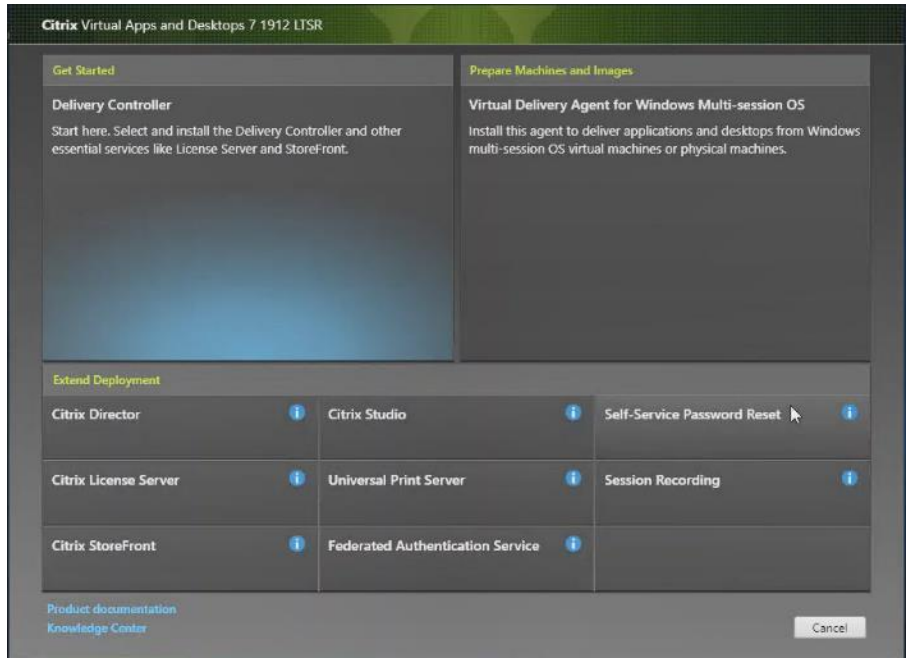 Citrix Virtual Apps and Desktops 7 1912 LTSR
Get Started
Delivery Controller
Start here. Select and install the Delivery Controller and other
essential services like License Server and StoreFront.
Prepare Machines and Images
Virtual Delivery Agent for Windows Multi-session OS
Install this agent to deliver applications and desktops from Windows
multi-session OS virtual machines or physical machines.
Extend Deployment
Citrix Director
Citrix Studio
Self-Service Password Reset
Citrix License Server
Universal Print Server
Session Recording
Citrix StoreFront
Federated Authentication Service
Product documentation
Knowledge Center
Cancel